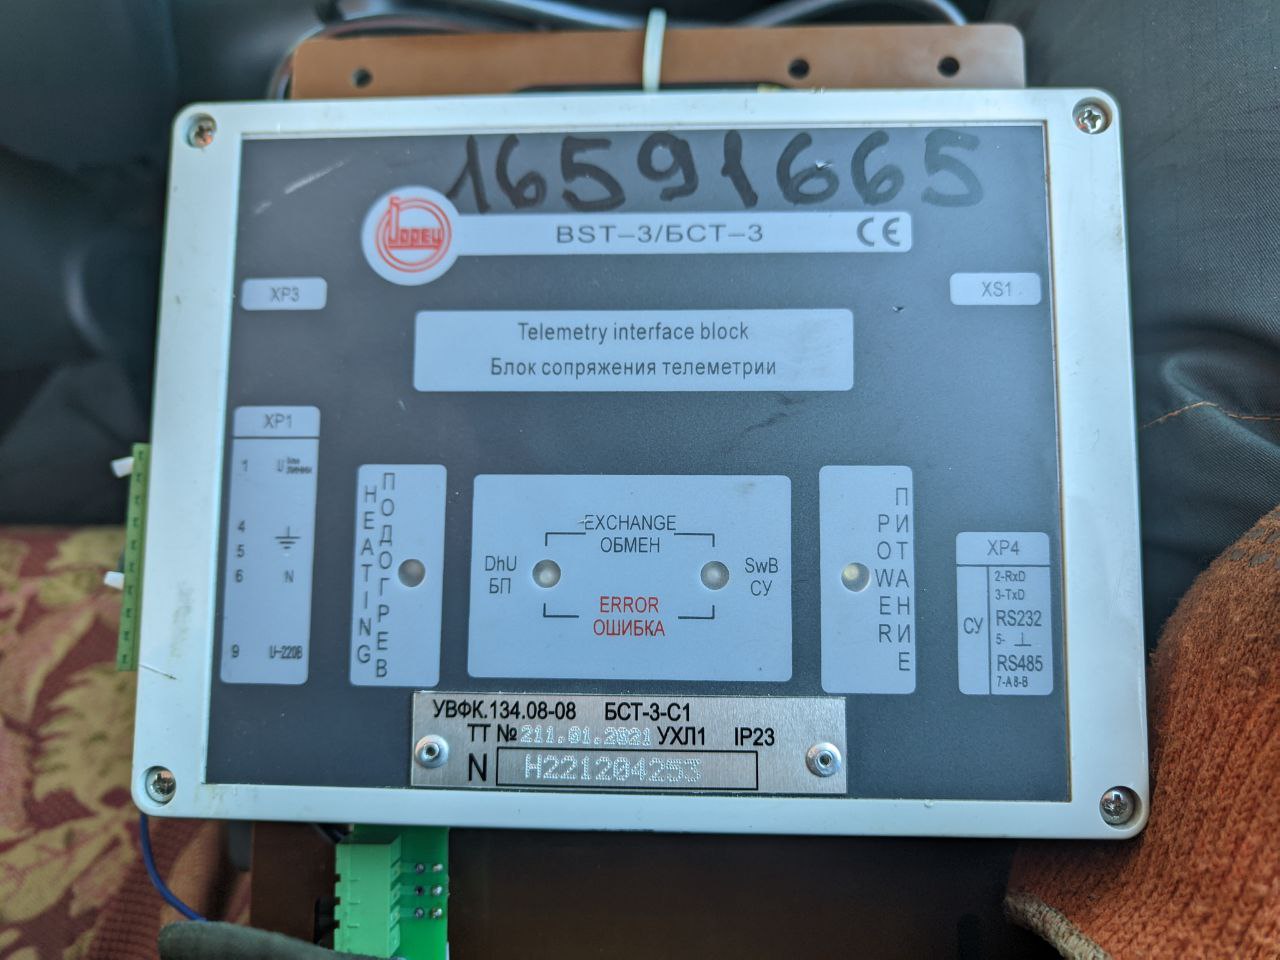 16591665
Борец
BST-3/БСТ-3
CE
XP3
XS1
Telemetry interface block
Блок сопряжения телеметрии
XP1
1 U
4
5
6 N
9 U~220В
HEATING
ПОДОГРЕВ
EXCHANGE
ОБМЕН
DhU
БП
SwB
СУ
ERROR
ОШИБКА
POWER
ПИТАНИЕ
XP4
СУ
2-RxD
3-TxD
RS232
5-⊥
RS485
7-A 8-B
УВФК.134.08-08 БСТ-3-С1
ТТ № 211.01.2021 УХЛ1 IP23
N H221204253